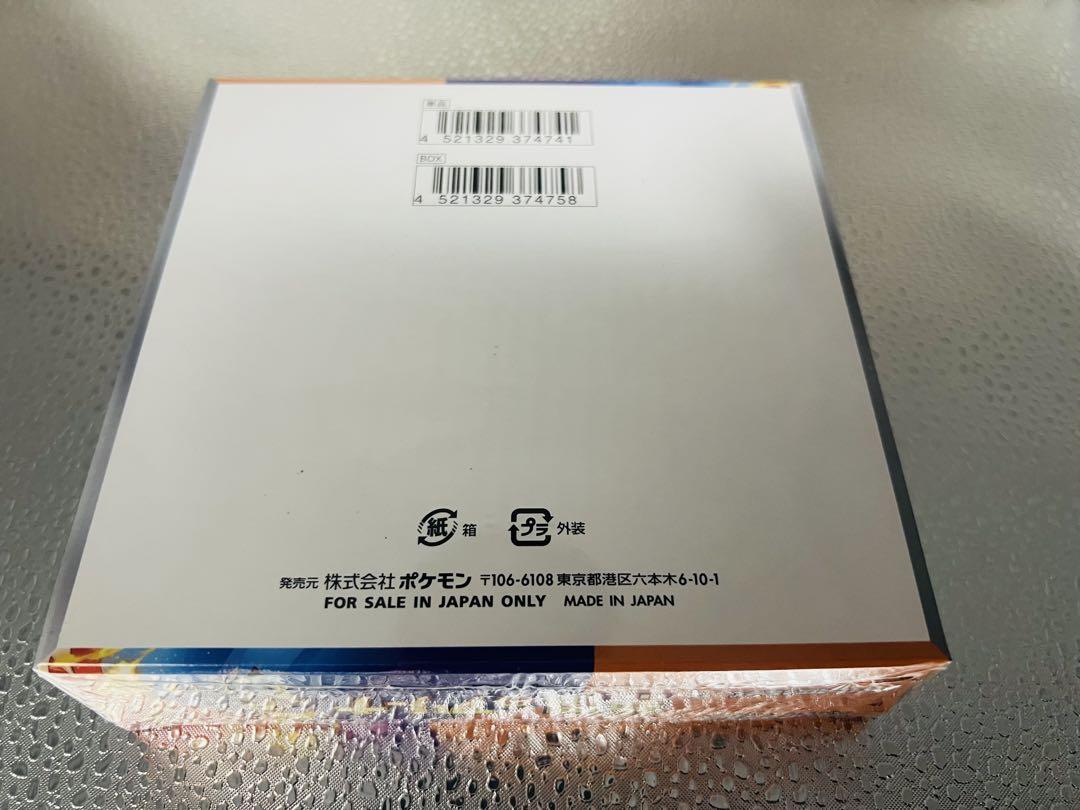 単品
4 521329 374741
BOX
4 521329 374758
紙 箱 プラ 外装
発売元 株式会社 ポケモン 〒106-6108 東京都港区六本木6-10-1
FOR SALE IN JAPAN ONLY MADE IN JAPAN